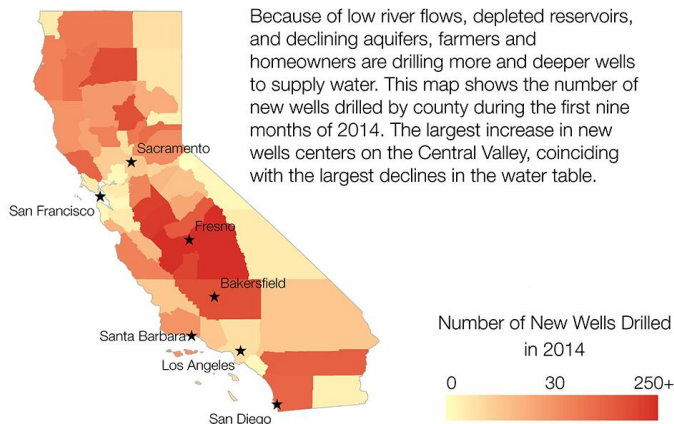 Because of low river flows, depleted reservoirs,
and declining aquifers, farmers and
homeowners are drilling more and deeper wells
to supply water. This map shows the number of
new wells drilled by county during the first nine
months of 2014. The largest increase in new
wells centers on the Central Valley, coinciding
with the largest declines in the water table.
Sacramento
San Francisco
Fresno
Bakersfield
Santa Barbara
Los Angeles
San Diego
Number of New Wells Drilled
in 2014
0 30 250+